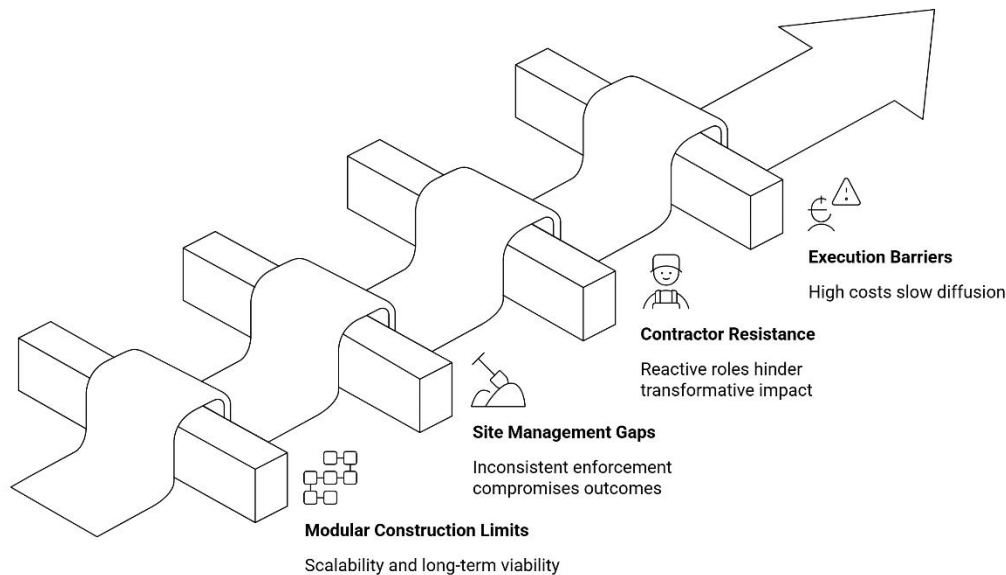 Execution Barriers
High costs slow diffusion
Contractor Resistance
Reactive roles hinder
transformative impact
Site Management Gaps
Inconsistent enforcement
compromises outcomes
Modular Construction Limits
Scalability and long-term viability